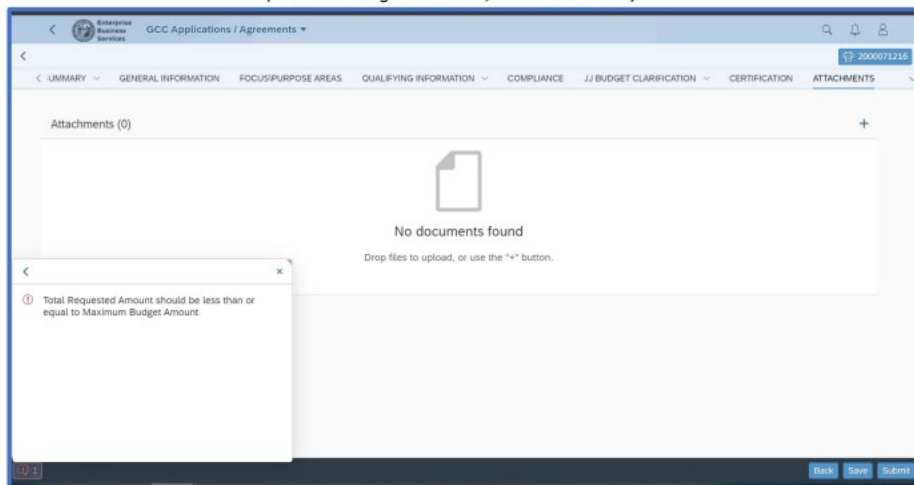 Enterprise
Business
Services
GCC Applications / Agreements
2000071216
UMMARY GENERAL INFORMATION FOCUS\PURPOSE AREAS QUALIFYING INFORMATION COMPLIANCE JJ BUDGET CLARIFICATION CERTIFICATION ATTACHMENTS
Attachments (0)
No documents found
Drop files to upload, or use the "+" button.
Total Requested Amount should be less than or
equal to Maximum Budget Amount
1
Back Save Submit